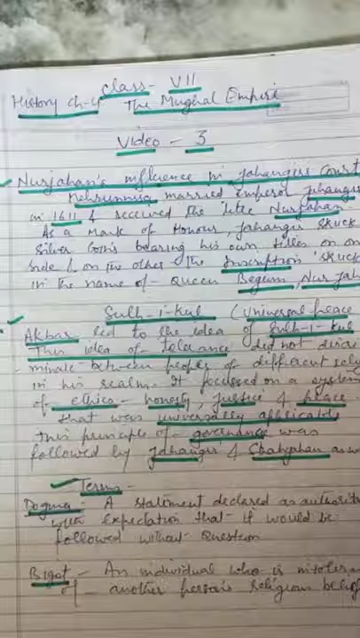 Class - VII
History Ch-4 The Mughal Empire
Video - 3
Nurjahan's influence in Jahangirs Court
Mehrunnisa married emperor Jahangir
in 1611 & received the title Nurjahan
As a Mark of Honour, Jahangir struck
Silver Coins bearing his own titles on one
side & on the other the Inscription 'struck
in the name of - Queen Begum, Nur Jah
Sulh-i-kul (Universal peace
Akbar led to the idea of Sulh-i-kul
This idea of tolerance did not discri
minate between people of different
in his realm. It focussed on a system
of ethics - honesty, justice & peace
that was universally applicable
this principle of - governance was
followed by Jahangir & Shahjahan as w
Terms -
Dogma - A statement declared as authorit
with expectation that it would be
followed without question
Bigot - An individual who is intoleran
of another person's religious belief